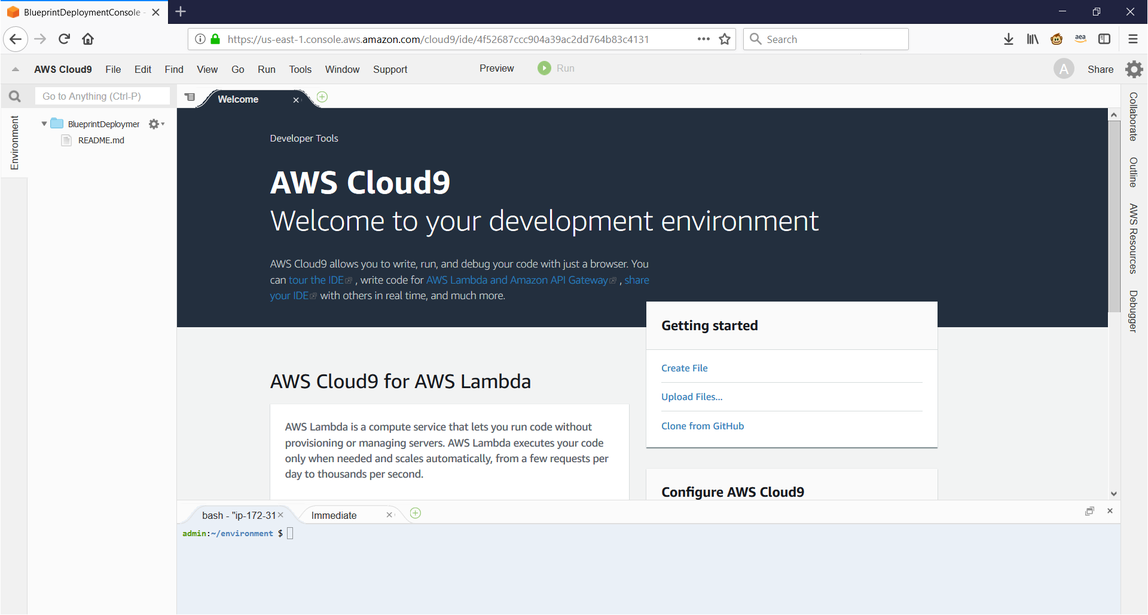 BlueprintDeploymentConsole -
https://us-east-1.console.aws.amazon.com/cloud9/ide/4f52687ccc904a39ac2dd764b83c4131
Search
aea
AWS Cloud9 File Edit Find View Go Run Tools Window Support Preview Run A Share
Go to Anything (Ctrl-P)
Welcome
Environment
BlueprintDeploymer
README.md
Developer Tools
AWS Cloud9
Welcome to your development environment
AWS Cloud9 allows you to write, run, and debug your code with just a browser. You
can tour the IDE , write code for AWS Lambda and Amazon API Gateway , share
your IDE with others in real time, and much more.
Getting started
Create File
Upload Files...
Clone from GitHub
AWS Cloud9 for AWS Lambda
AWS Lambda is a compute service that lets you run code without
provisioning or managing servers. AWS Lambda executes your code
only when needed and scales automatically, from a few requests per
day to thousands per second.
Configure AWS Cloud9
Collaborate
Outline
AWS Resources
Debugger
bash - "ip-172-31
Immediate
admin:~/environment $